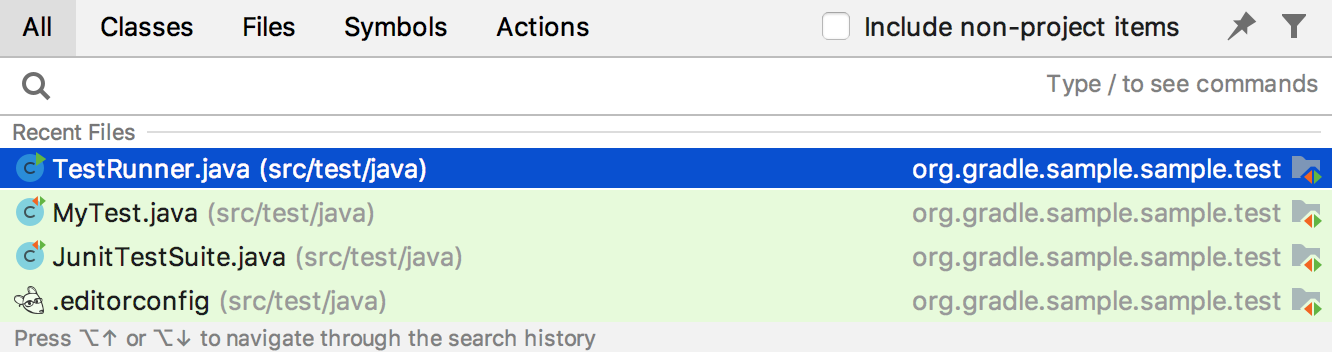 All Classes Files Symbols Actions Include non-project items
Type / to see commands
Recent Files
C TestRunner.java (src/test/java) org.gradle.sample.sample.test
C MyTest.java (src/test/java) org.gradle.sample.sample.test
C JunitTestSuite.java (src/test/java) org.gradle.sample.sample.test
.editorconfig (src/test/java) org.gradle.sample.sample.test
Press ⌥↑ or ⌥↓ to navigate through the search history